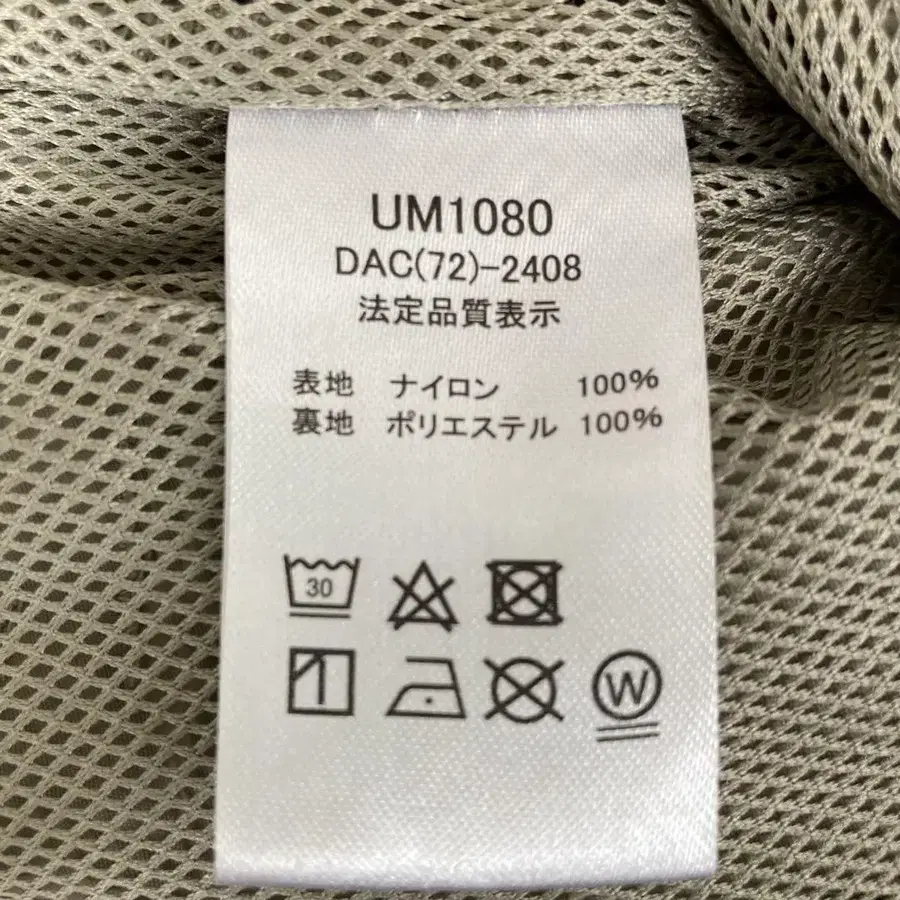 UM1080
DAC(72)-2408
法定品質表示
表地 ナイロン 100%
裏地 ポリエステル 100%
30
W